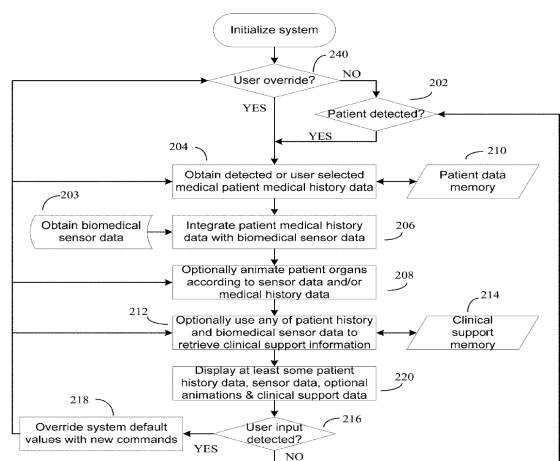 Initialize system
240
User override?
NO
202
YES
Patient detected?
204
YES
210
Obtain detected or user selected
medical patient medical history data
Patient data
memory
203
Obtain biomedical
sensor data
Integrate patient medical history
data with biomedical sensor data
206
Optionally animate patient organs
according to sensor data and/or
medical history data
208
212
214
Optionally use any of patient history
and biomedical sensor data to
retrieve clinical support information
Clinical
support
memory
Display at least some patient
history data, sensor data, optional
animations & clinical support data
220
218
216
Override system default
values with new commands
User input
detected?
YES
NO